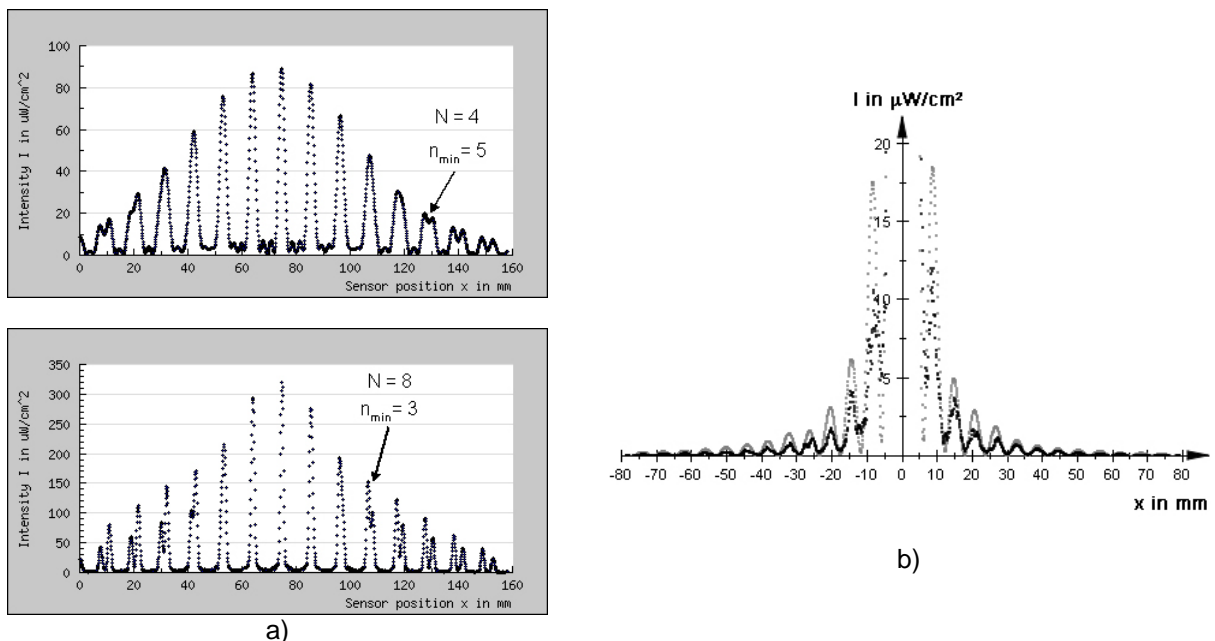 Intensity I in uW/cm^2
100
80
60
40
20
0
N = 4
n_min = 5
0 20 40 60 80 100 120 140 160
Sensor position x in mm
Intensity I in uW/cm^2
350
300
250
200
150
100
50
0
N = 8
n_min = 3
0 20 40 60 80 100 120 140 160
Sensor position x in mm
a)
I in µW/cm²
20
15
10
5
-80 -70 -60 -50 -40 -30 -20 -10 0 10 20 30 40 50 60 70 80
x in mm
b)